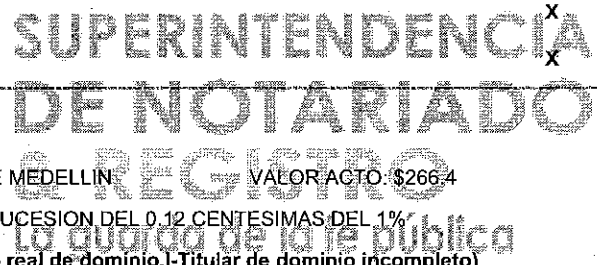 X
SUPERINTENDENCIA
X
DE NOTARIADO
& REGISTRO
E MEDELLIN VALOR ACTO: $266,4
UCESION DEL 0.12 CENTESIMAS DEL 1%
La guarda de la fe pública
real de dominio,I-Titular de dominio incompleto)